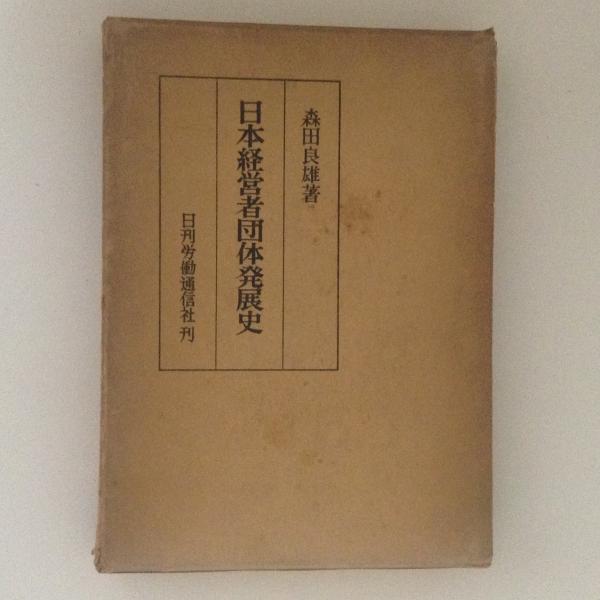 森田良雄著
日本経営者団体発展史
日刊労働通信社 刊